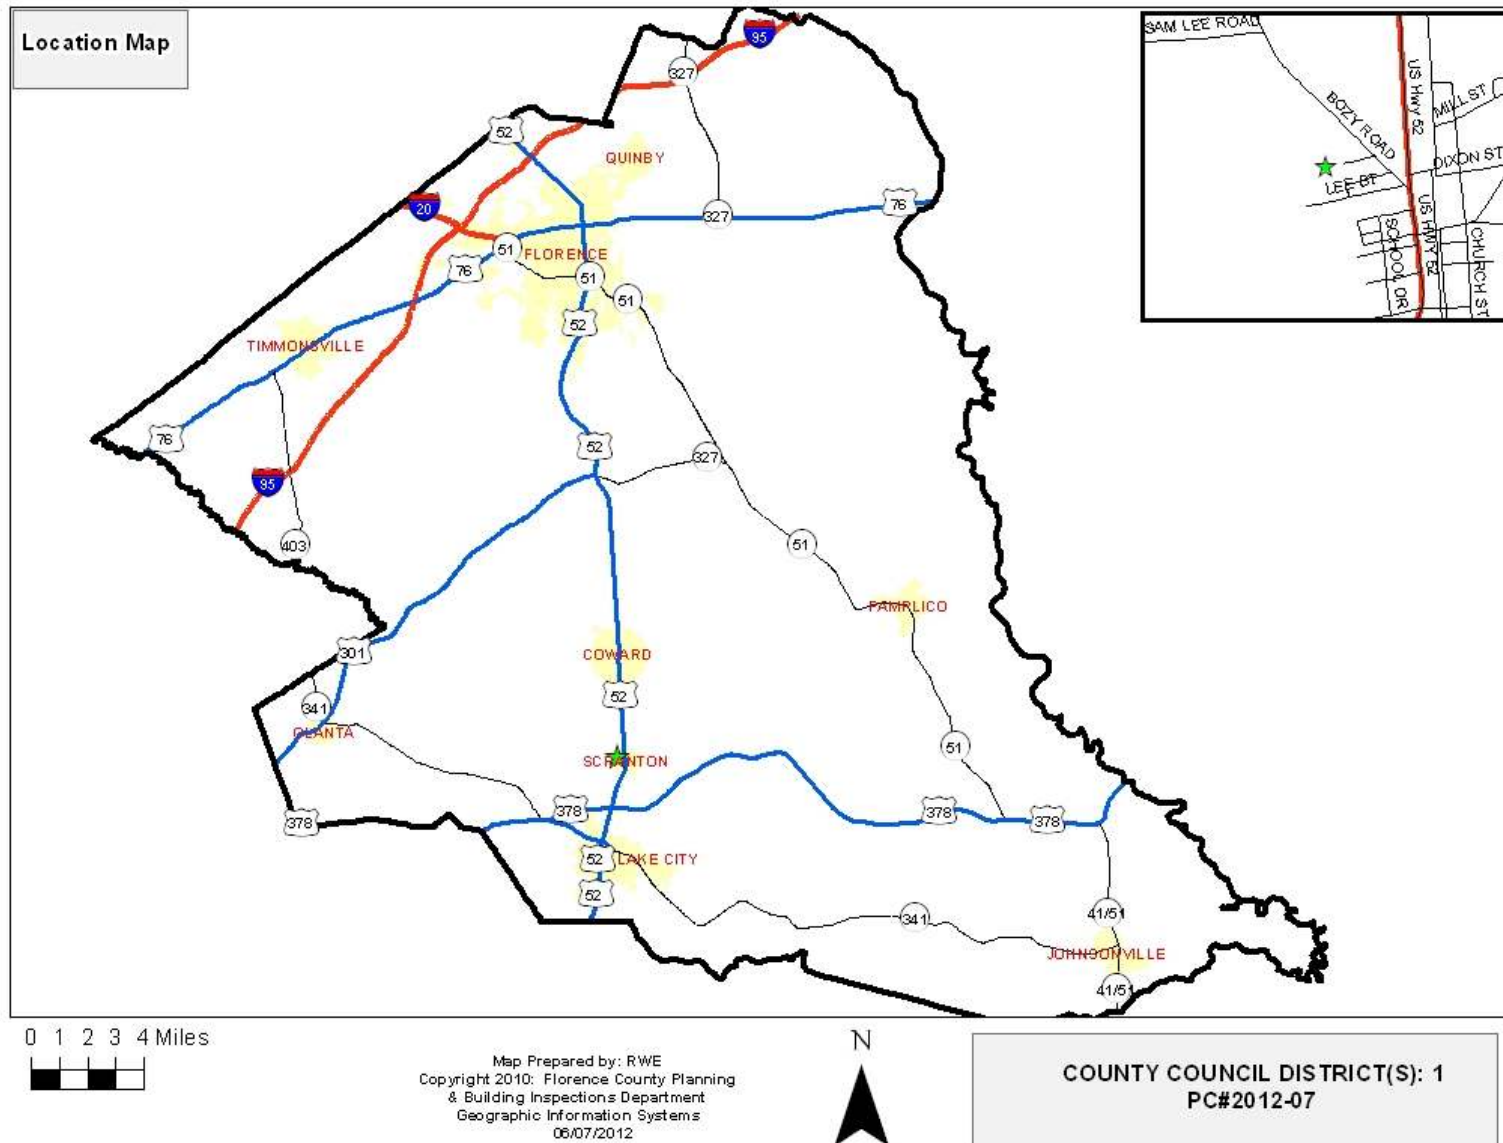 Location Map
95
327
52
QUINBY
20
76
327
51
FLORENCE
76
51
51
52
TIMMONSVILLE
76
52
327
95
403
51
PAMPLICO
301
COWARD
52
341
OLANTA
51
SCRANTON
378
378
378
378
52
LAKE CITY
52
341
41/51
JOHNSONVILLE
41/51
SAM LEE ROAD
US Hwy 52
MILL ST
BOZY ROAD
DIXON ST
LEE BT
US HWY 52
SCHOOL DR
CHURCH ST
0 1 2 3 4 Miles
Map Prepared by: RWE
Copyright 2010: Florence County Planning
& Building Inspections Department
Geographic Information Systems
06/07/2012
N
COUNTY COUNCIL DISTRICT(S): 1
PC#2012-07